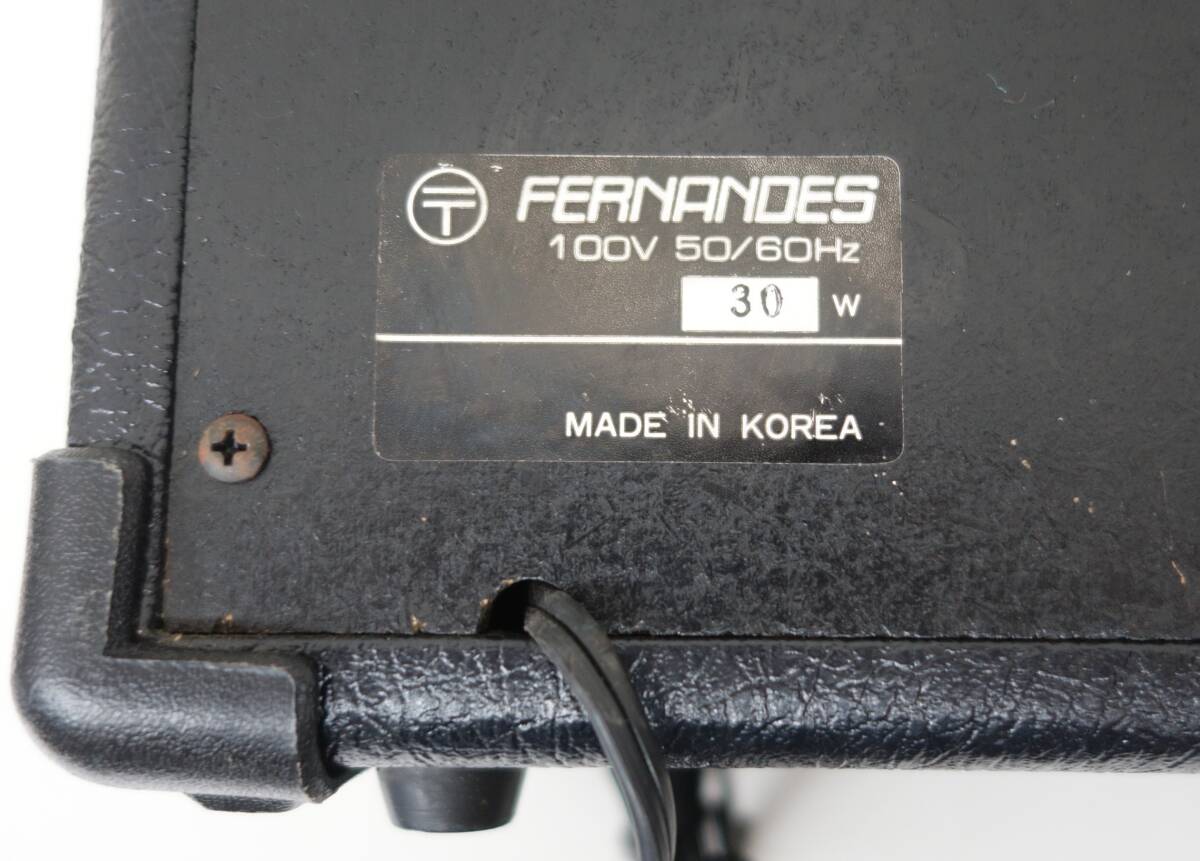 〒 FERNANDES
100V 50/60Hz
30 W
MADE IN KOREA